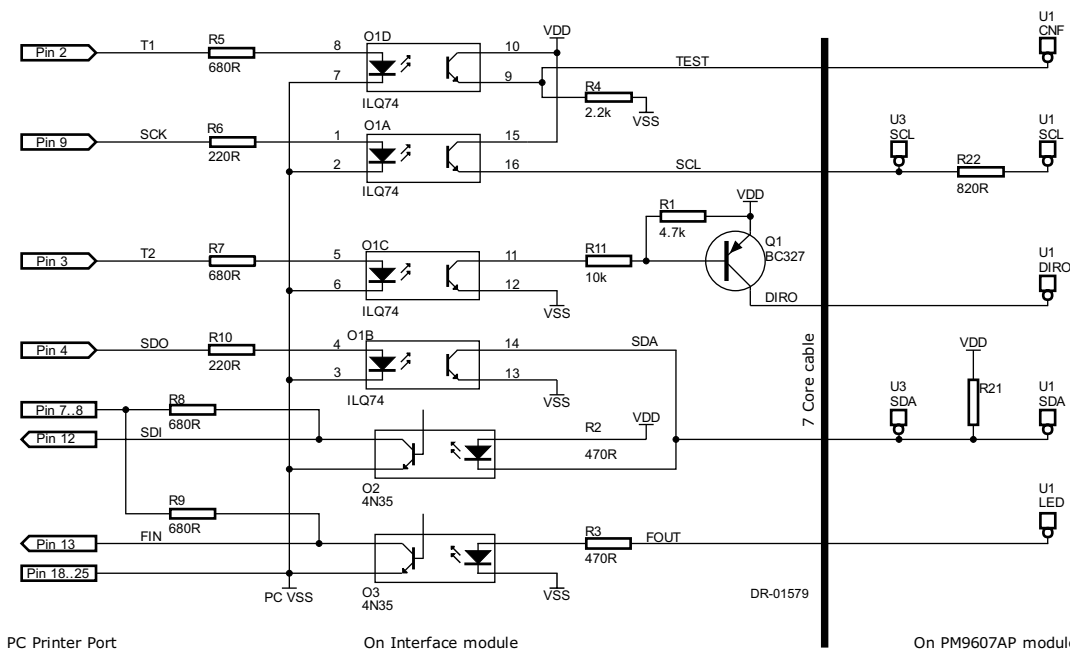 U1
CNF
O1D
VDD
Pin 2 T1 R5 8 10
680R
TEST
7 9
R4
2.2k
VSS
ILQ74
O1A
U3
SCL
U1
SCL
Pin 9 SCK R6 1 15
220R
2 16 SCL
R22
820R
ILQ74
VDD
R1
4.7k
Q1
BC327
O1C
Pin 3 T2 R7 5 11 R11
680R
10k
U1
DIRO
6 12
DIRO
VSS
ILQ74
O1B
Pin 4 SDO R10 4 14 SDA
220R
VDD
3 13
VSS
ILQ74
7 Core cable
U3
SDA
R21
U1
SDA
Pin 7..8 R8
680R
VDD
Pin 12 SDI
R2
470R
O2
4N35
R9
680R
U1
LED
Pin 13 FIN
R3 FOUT
470R
Pin 18..25
PC VSS
O3
4N35
VSS
DR-01579
PC Printer Port On Interface module On PM9607AP module